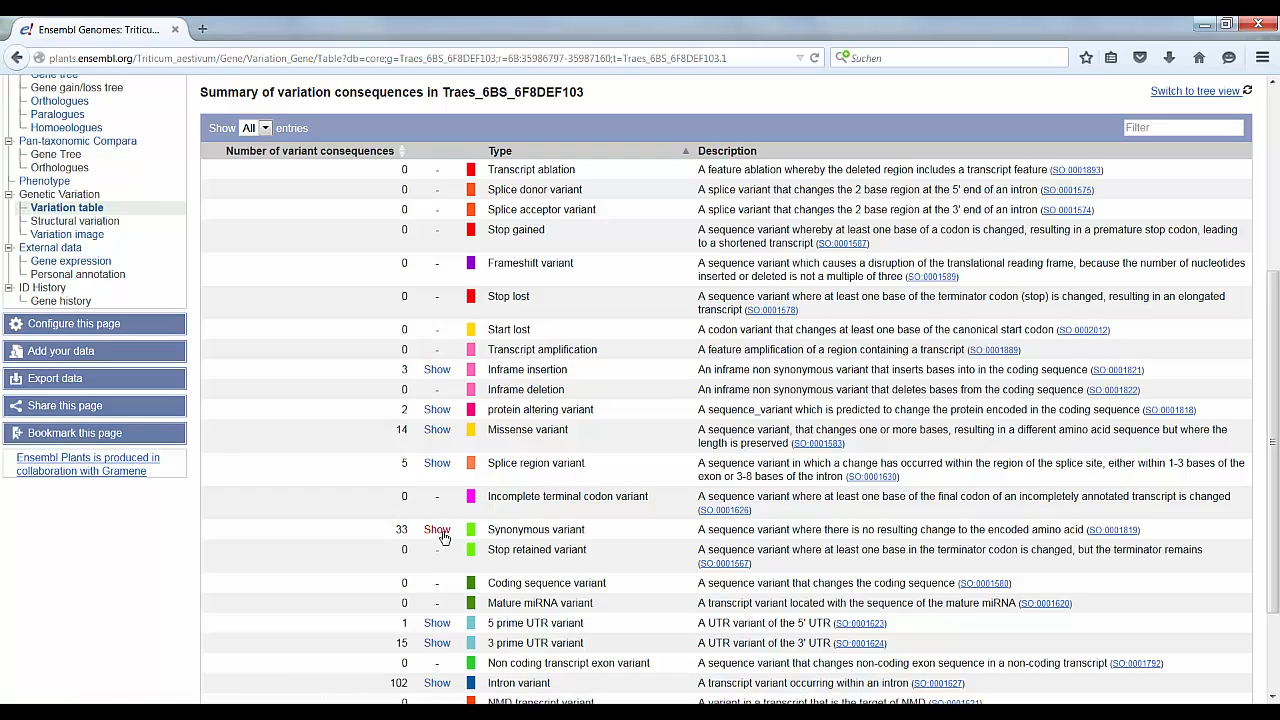 Ensembl Genomes: Triticu...
plants.ensembl.org/Triticum_aestivum/Gene/Variation_Gene/Table?db=core;g=Traes_6BS_6F8DEF103;r=6B:35986797-35987160;t=Traes_6BS_6F8DEF103.1
Suchen
Gene tree
Gene gain/loss tree
Orthologues
Paralogues
Homoeologues
Pan-taxonomic Compara
Gene Tree
Orthologues
Phenotype
Genetic Variation
Variation table
Structural variation
Variation image
External data
Gene expression
Personal annotation
ID History
Gene history
Configure this page
Add your data
Export data
Share this page
Bookmark this page
Ensembl Plants is produced in
collaboration with Gramene
Summary of variation consequences in Traes_6BS_6F8DEF103
Switch to tree view
Show All entries
Filter
Number of variant consequences Type Description
0 - Transcript ablation A feature ablation whereby the deleted region includes a transcript feature (SO:0001893)
0 - Splice donor variant A splice variant that changes the 2 base region at the 5' end of an intron (SO:0001575)
0 - Splice acceptor variant A splice variant that changes the 2 base region at the 3' end of an intron (SO:0001574)
0 - Stop gained A sequence variant whereby at least one base of a codon is changed, resulting in a premature stop codon, leading
to a shortened transcript (SO:0001587)
0 - Frameshift variant A sequence variant which causes a disruption of the translational reading frame, because the number of nucleotides
inserted or deleted is not a multiple of three (SO:0001589)
0 - Stop lost A sequence variant where at least one base of the terminator codon (stop) is changed, resulting in an elongated
transcript (SO:0001578)
0 - Start lost A codon variant that changes at least one base of the canonical start codon (SO:0002012)
0 - Transcript amplification A feature amplification of a region containing a transcript (SO:0001889)
3 Show Inframe insertion An inframe non synonymous variant that inserts bases into in the coding sequence (SO:0001821)
0 - Inframe deletion An inframe non synonymous variant that deletes bases from the coding sequence (SO:0001822)
2 Show protein altering variant A sequence_variant which is predicted to change the protein encoded in the coding sequence (SO:0001818)
14 Show Missense variant A sequence variant, that changes one or more bases, resulting in a different amino acid sequence but where the
length is preserved (SO:0001583)
5 Show Splice region variant A sequence variant in which a change has occurred within the region of the splice site, either within 1-3 bases of the
exon or 3-8 bases of the intron (SO:0001630)
0 - Incomplete terminal codon variant A sequence variant where at least one base of the final codon of an incompletely annotated transcript is changed
(SO:0001626)
33 Show Synonymous variant A sequence variant where there is no resulting change to the encoded amino acid (SO:0001819)
0 - Stop retained variant A sequence variant where at least one base in the terminator codon is changed, but the terminator remains
(SO:0001567)
0 - Coding sequence variant A sequence variant that changes the coding sequence (SO:0001580)
0 - Mature miRNA variant A transcript variant located with the sequence of the mature miRNA (SO:0001620)
1 Show 5 prime UTR variant A UTR variant of the 5' UTR (SO:0001623)
15 Show 3 prime UTR variant A UTR variant of the 3' UTR (SO:0001624)
0 - Non coding transcript exon variant A sequence variant that changes non-coding exon sequence in a non-coding transcript (SO:0001792)
102 Show Intron variant A transcript variant occurring within an intron (SO:0001627)
0 - NMD transcript variant A variant in a transcript that is the target of NMD (SO:0001621)